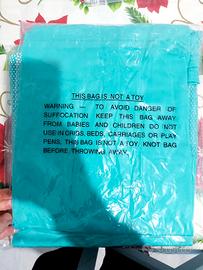 THIS BAG IS NOT A TOY
WARNING — TO AVOID DANGER OF
SUFFOCATION KEEP THIS BAG AWAY
FROM BABIES AND CHILDREN DO NOT
USE IN CRIBS, BEDS, CARRIAGES OR PLAY
PENS, THIS BAG IS NOT A TOY. KNOT BAG
BEFORE THROWING AWAY.